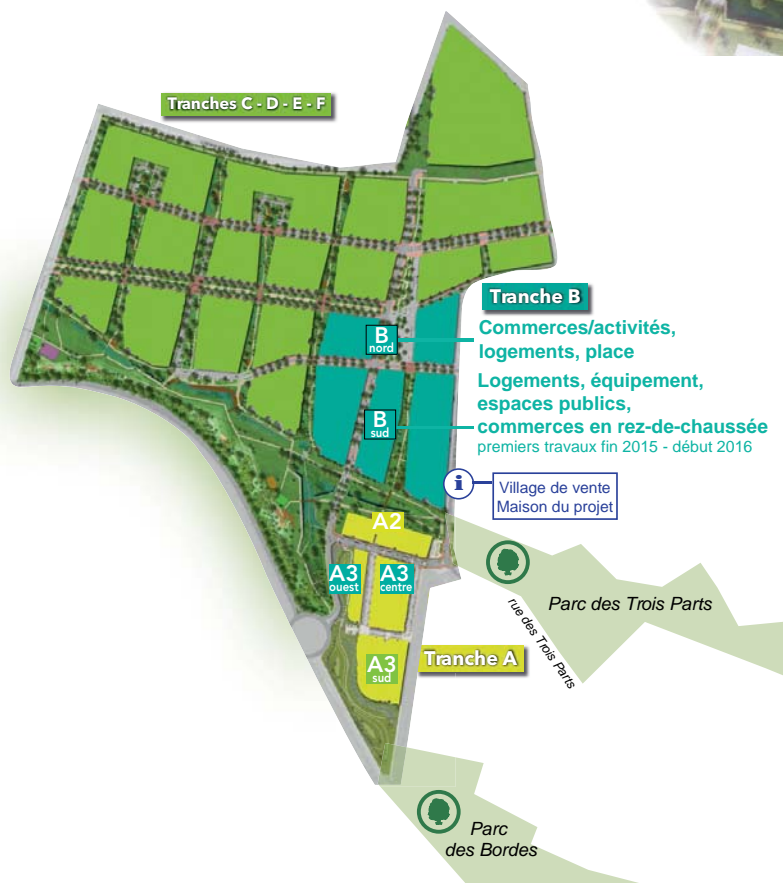 Tranches C - D - E - F
Tranche B
B
nord
Commerces/activités,
logements, place
Logements, équipement,
espaces publics,
commerces en rez-de-chaussée
premiers travaux fin 2015 - début 2016
B
sud
i
Village de vente
Maison du projet
A2
A3
ouest
A3
centre
Parc des Trois Parts
rue des Trois Parts
Tranche A
A3
sud
Parc
des Bordes